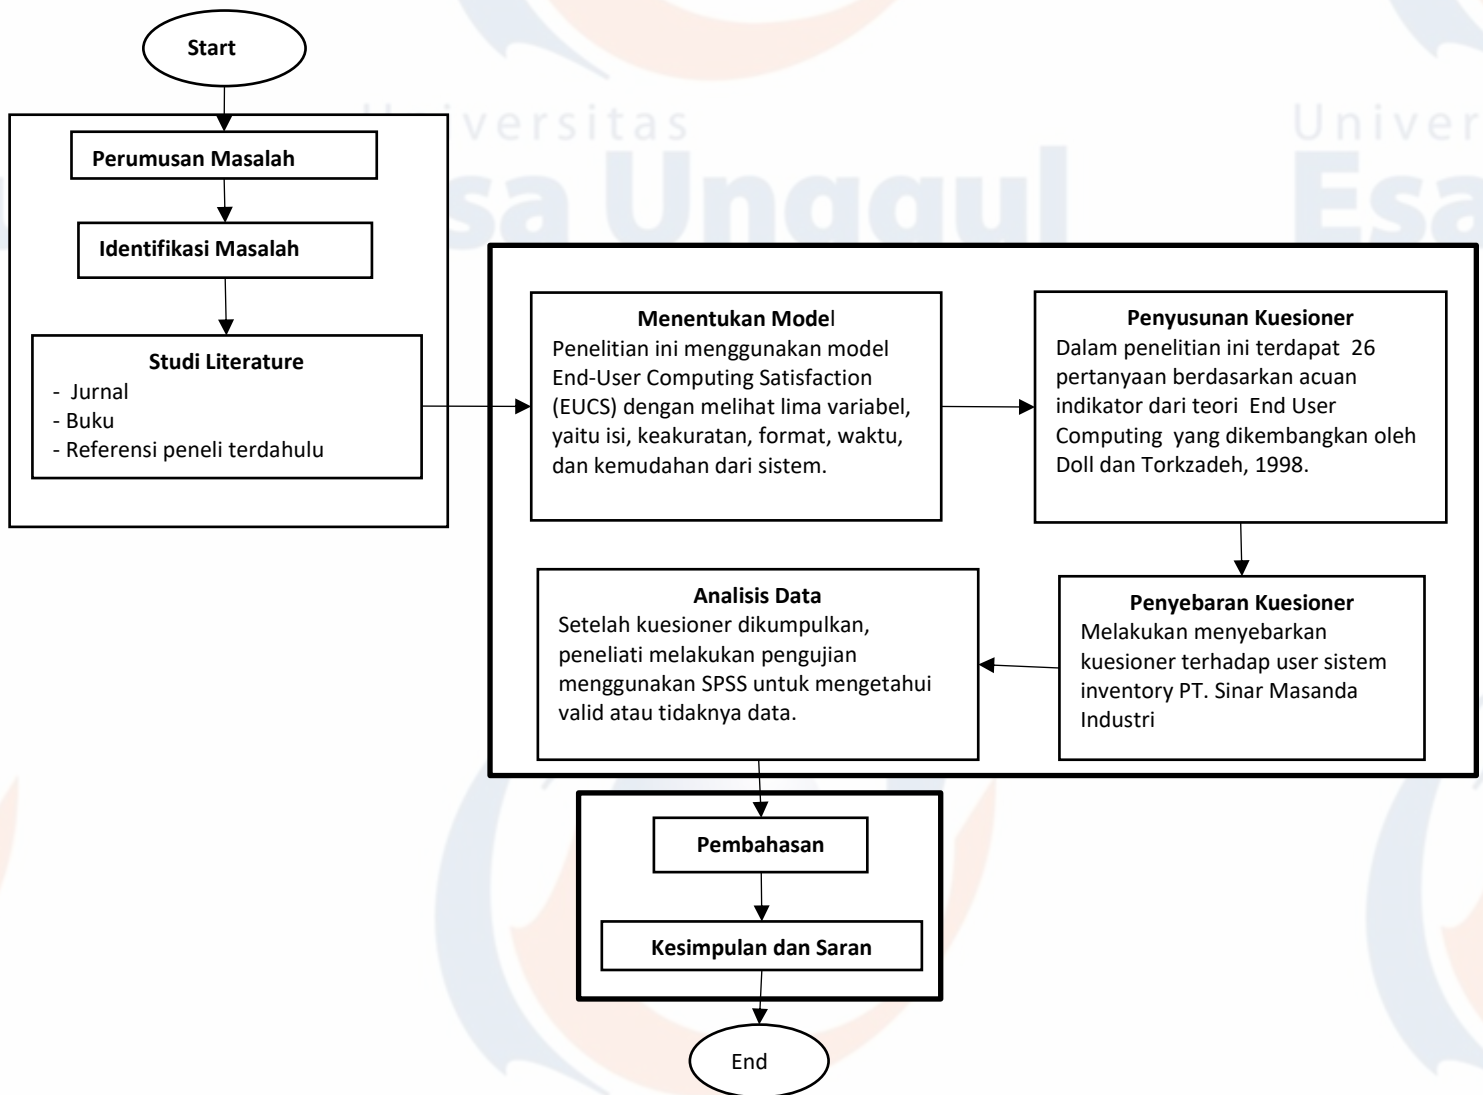 Start
Universitas
Esa Unggul
Univer
Esa
Perumusan Masalah
Identifikasi Masalah
Studi Literature
- Jurnal
- Buku
- Referensi peneli terdahulu
Menentukan Model
Penelitian ini menggunakan model
End-User Computing Satisfaction
(EUCS) dengan melihat lima variabel,
yaitu isi, keakuratan, format, waktu,
dan kemudahan dari sistem.
Penyusunan Kuesioner
Dalam penelitian ini terdapat 26
pertanyaan berdasarkan acuan
indikator dari teori End User
Computing yang dikembangkan oleh
Doll dan Torkzadeh, 1998.
Penyebaran Kuesioner
Melakukan menyebarkan
kuesioner terhadap user sistem
inventory PT. Sinar Masanda
Industri
Analisis Data
Setelah kuesioner dikumpulkan,
peneliati melakukan pengujian
menggunakan SPSS untuk mengetahui
valid atau tidaknya data.
Pembahasan
Kesimpulan dan Saran
End